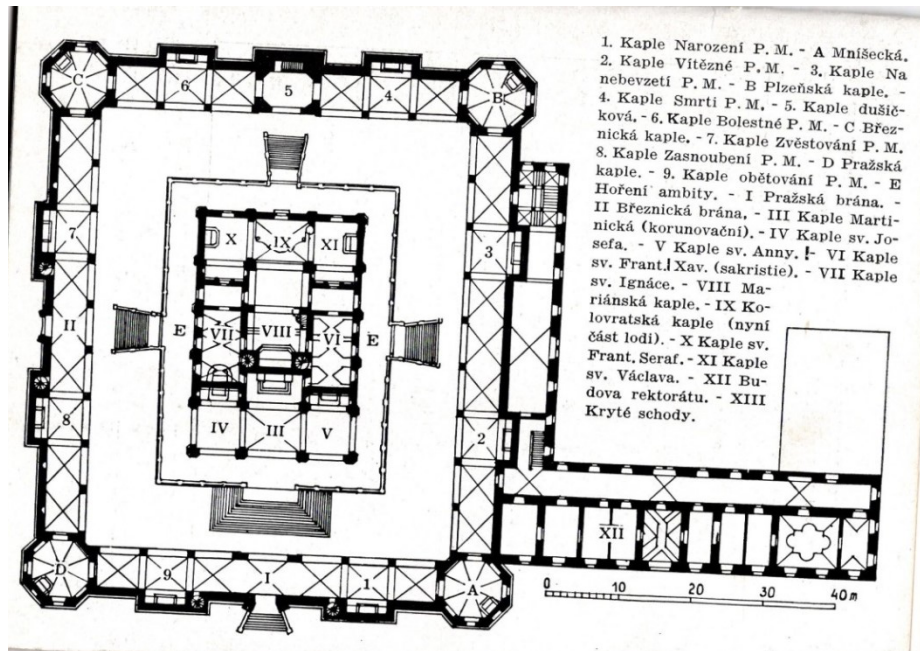 1. Kaple Narození P. M. - A Mníšecká.
2. Kaple Vítězné P. M. - 3. Kaple Na
nebevzetí P. M. - B Plzeňská kaple. -
4. Kaple Smrti P. M. - 5. Kaple dušič-
ková. - 6. Kaple Bolestné P. M. - C Břez-
nická kaple. - 7. Kaple Zvěstování P. M.
8. Kaple Zasnoubení P. M. - D Pražská
kaple. - 9. Kaple obětování P. M. - E
Hoření ambity. - I Pražská brána. -
II Březnická brána. - III Kaple Marti-
nická (korunovační). - IV Kaple sv. Jo-
sefa. - V Kaple sv. Anny. - VI Kaple
sv. Frant. Xav. (sakristie). - VII Kaple
sv. Ignáce. - VIII Ma-
riánská kaple. - IX Ko-
lovratská kaple (nyní
část lodi). - X Kaple sv.
Frant. Seraf. - XI Kaple
sv. Václava. - XII Bu-
dova rektorátu. - XIII
Kryté schody.
C
6
5
4
B
7
X
IX
XI
3
II
E
VII
VIII
VI
E
8
IV
III
V
2
XII
D
9
I
1
A
0 10 20 30 40 m